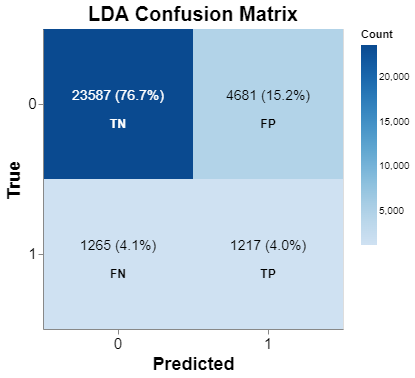 LDA Confusion Matrix
Count
23587 (76.7%)
TN
4681 (15.2%)
FP
20,000
15,000
10,000
5,000
0
True
1265 (4.1%)
FN
1217 (4.0%)
TP
1
0
1
Predicted